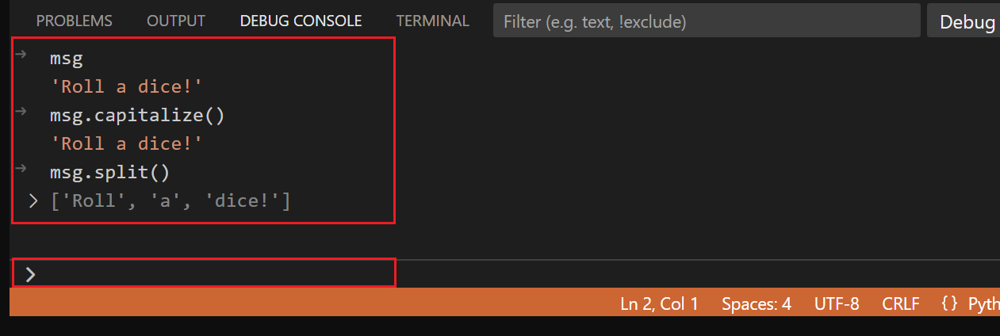 PROBLEMS OUTPUT DEBUG CONSOLE TERMINAL Filter (e.g. text, !exclude) Debug
msg
'Roll a dice!'
msg.capitalize()
'Roll a dice!'
msg.split()
['Roll', 'a', 'dice!']
Ln 2, Col 1 Spaces: 4 UTF-8 CRLF {} Pyth